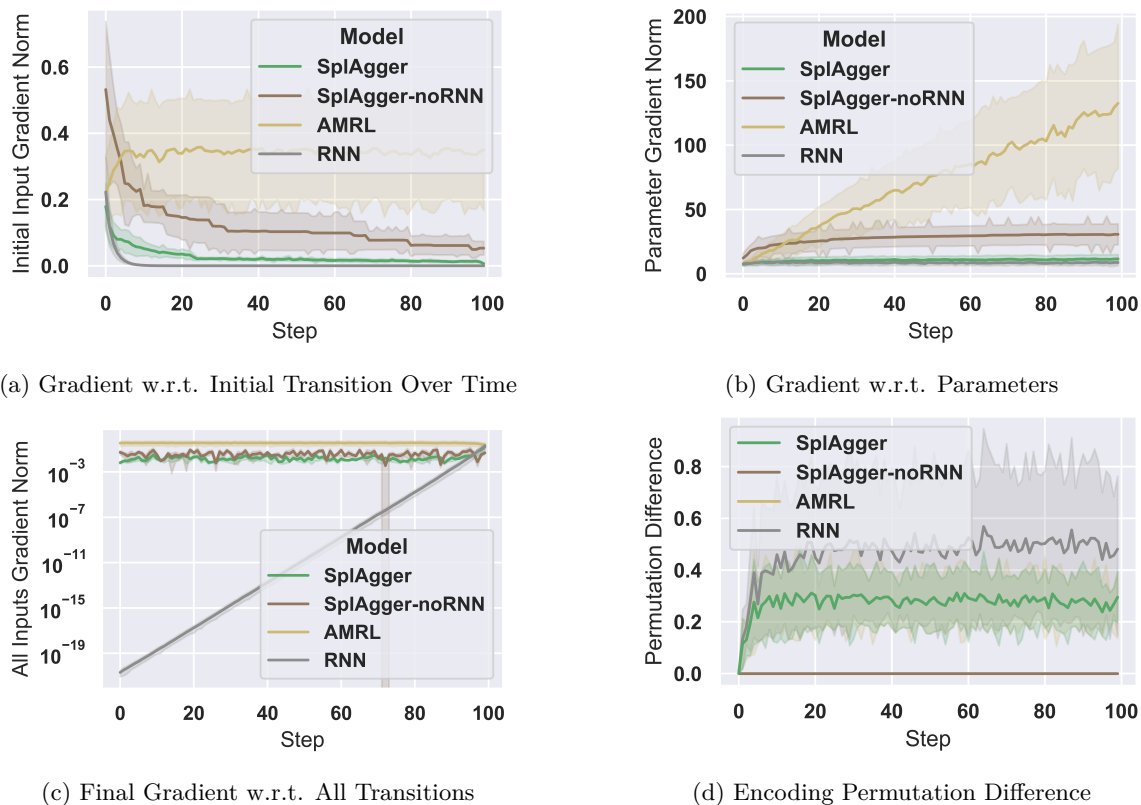 Initial Input Gradient Norm
0.6
0.4
0.2
0.0
Model
SplAgger
SplAgger-noRNN
AMRL
RNN
0 20 40 60 80 100
Step
(a) Gradient w.r.t. Initial Transition Over Time
Parameter Gradient Norm
200
150
100
50
0
Model
SplAgger
SplAgger-noRNN
AMRL
RNN
0 20 40 60 80 100
Step
(b) Gradient w.r.t. Parameters
All Inputs Gradient Norm
10−3
10−7
10−11
10−15
10−19
Model
SplAgger
SplAgger-noRNN
AMRL
RNN
0 20 40 60 80 100
Step
(c) Final Gradient w.r.t. All Transitions
Permutation Difference
0.8
0.6
0.4
0.2
0.0
SplAgger
SplAgger-noRNN
AMRL
RNN
0 20 40 60 80 100
Step
(d) Encoding Permutation Difference